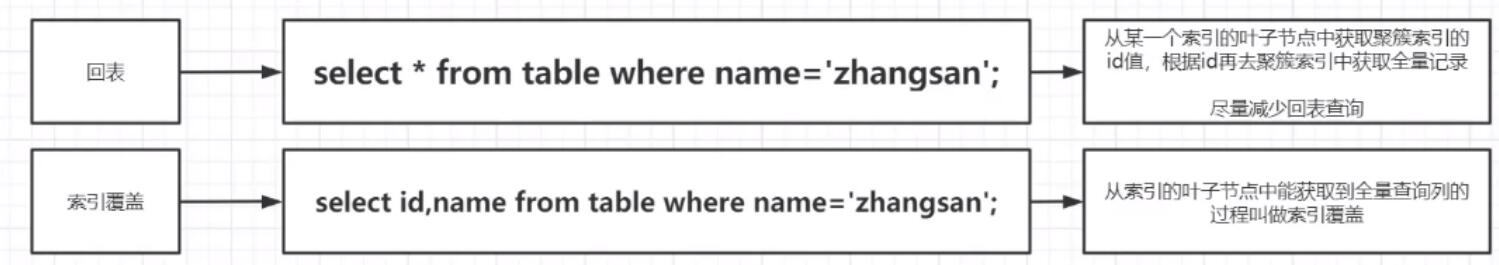 回表
select * from table where name='zhangsan';
从某一个索引的叶子节点中获取聚簇索引的
id值，根据id再去聚簇索引中获取全量记录
尽量减少回表查询
索引覆盖
select id,name from table where name='zhangsan';
从索引的叶子节点中能获取到全量查询列的
过程叫做索引覆盖